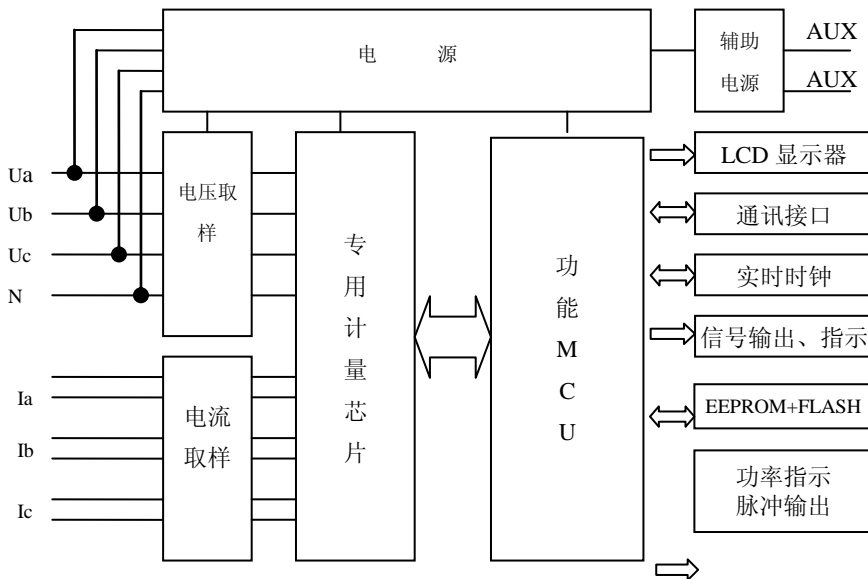 电 源
辅助
电源
AUX
AUX
Ua
Ub
Uc
N
电压取
样
Ia
Ib
Ic
电流
取样
专
用
计
量
芯
片
功
能
M
C
U
LCD 显示器
通讯接口
实时时钟
信号输出、指示
EEPROM+FLASH
功率指示
脉冲输出